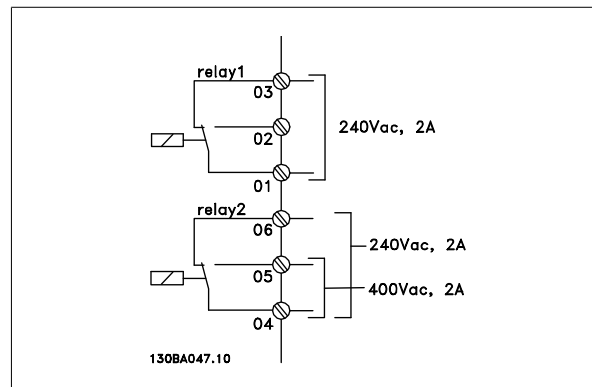 relay1
03
02
240Vac, 2A
01
relay2
06
240Vac, 2A
05
400Vac, 2A
04
130BA047.10